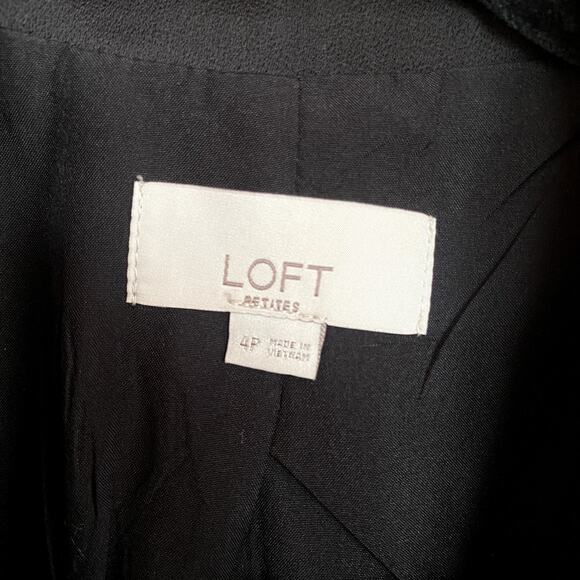 LOFT
PETITES
4P MADE IN
VIETNAM